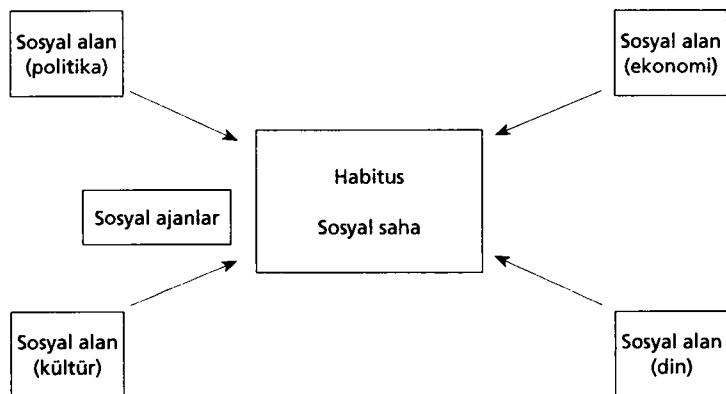 Sosyal alan
(politika)
Sosyal alan
(ekonomi)
Habitus
Sosyal saha
Sosyal ajanlar
Sosyal alan
(kültür)
Sosyal alan
(din)